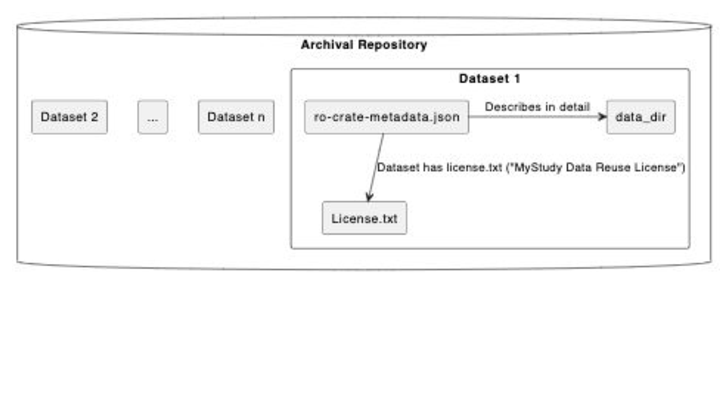 Archival Repository
Dataset 1
Dataset 2
...
Dataset n
ro-crate-metadata.json
Describes in detail
data_dir
Dataset has license.txt ("MyStudy Data Reuse License")
License.txt